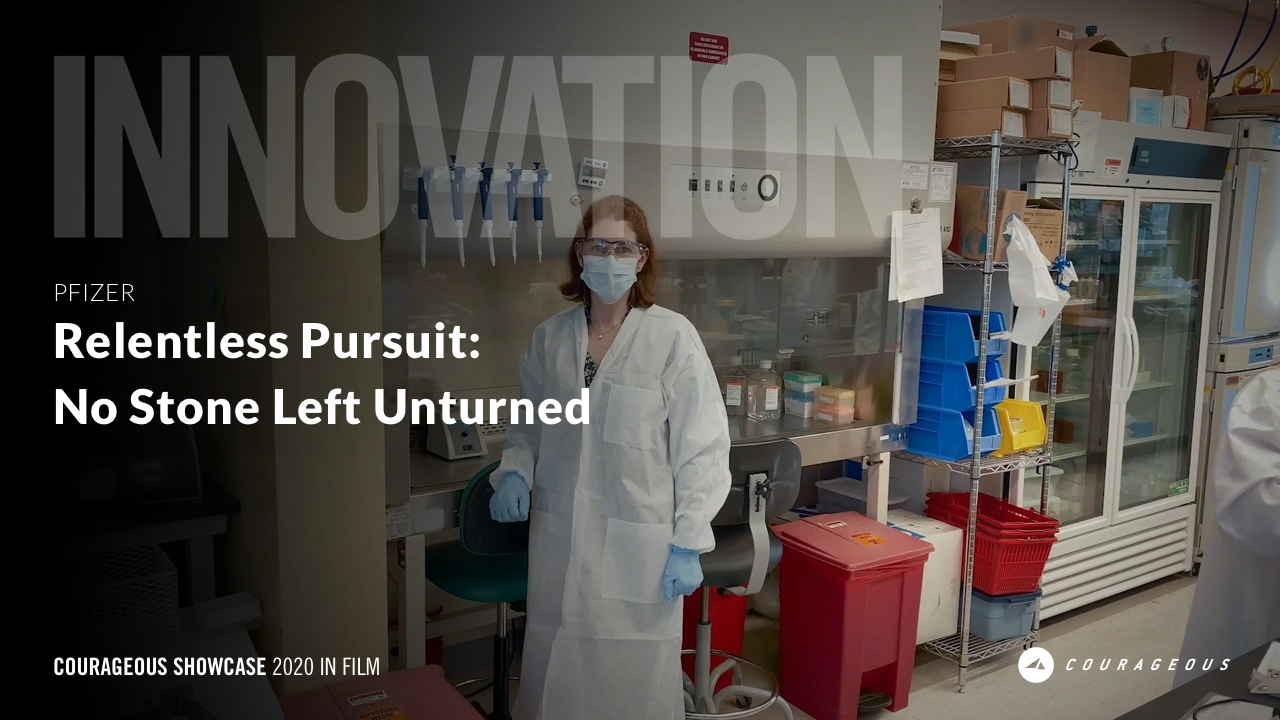 INNOVATION
PFIZER
Relentless Pursuit:
No Stone Left Unturned
COURAGEOUS SHOWCASE 2020 IN FILM
COURAGEOUS